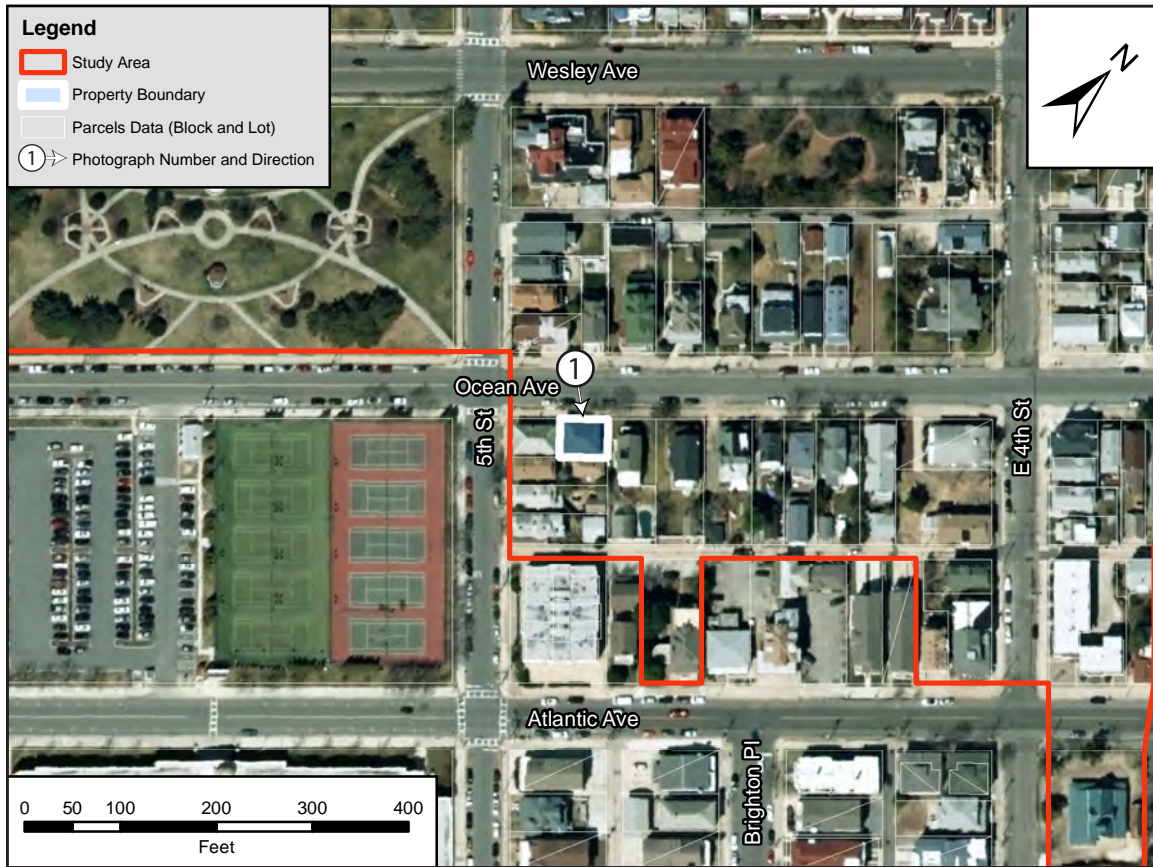 Legend
Study Area
Property Boundary
Parcels Data (Block and Lot)
1 Photograph Number and Direction
N
Wesley Ave
1
Ocean Ave
5th St
E 4th St
Atlantic Ave
Brighton Pl
0 50 100 200 300 400
Feet